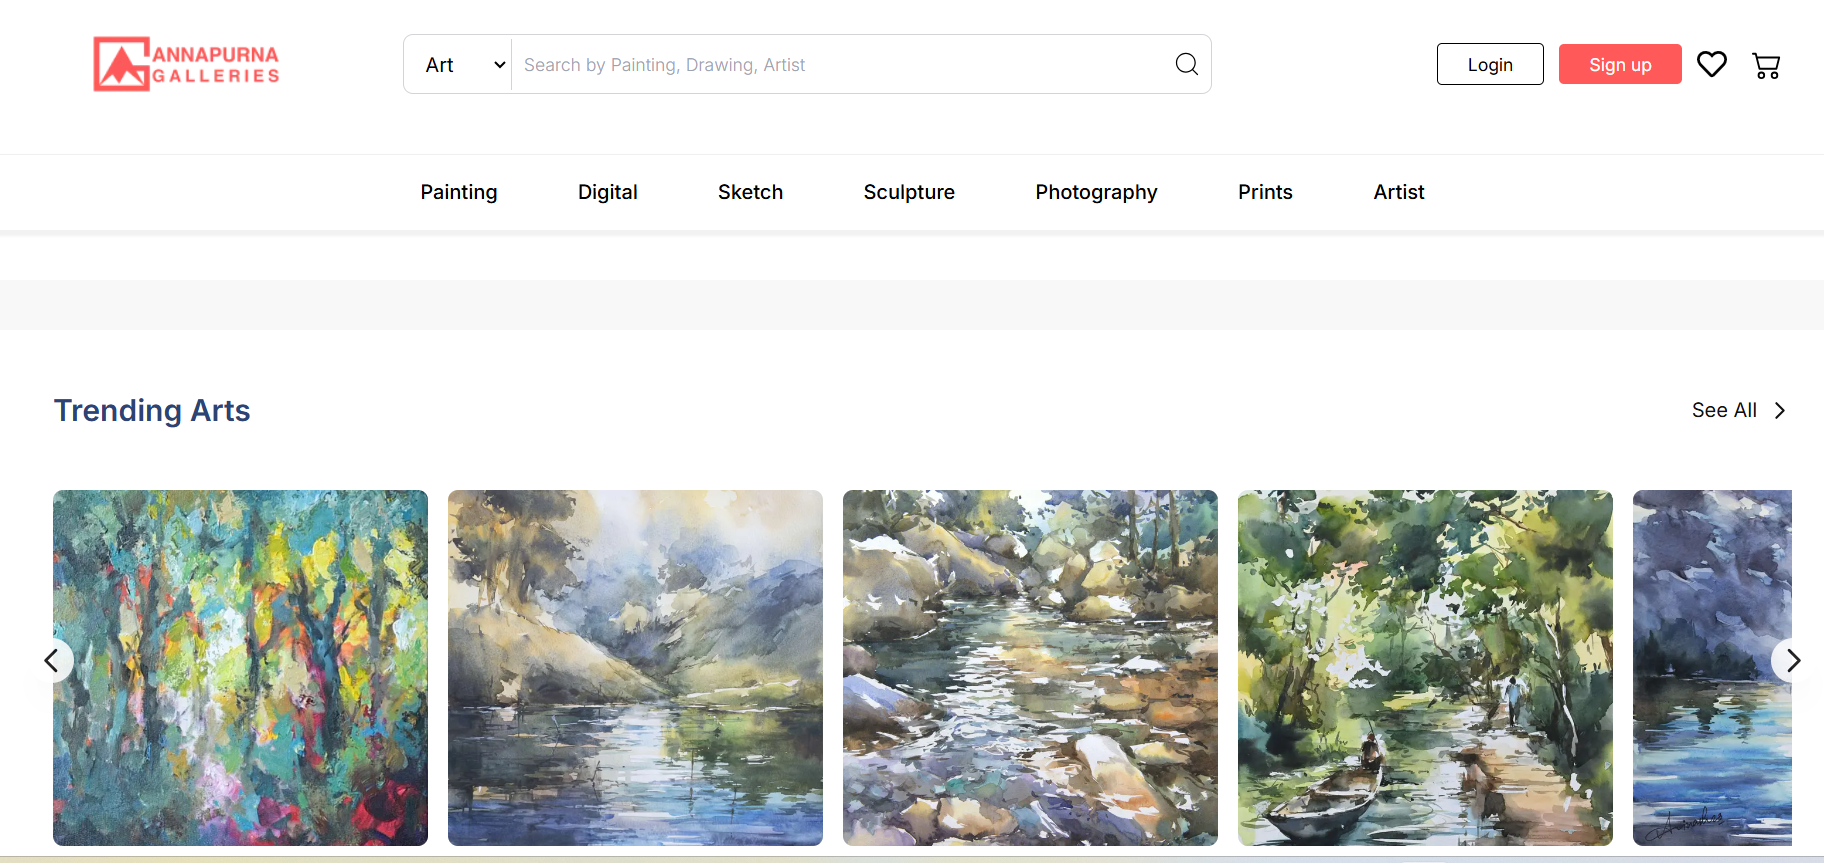 ANNAPURNA
GALLERIES
Art
Search by Painting, Drawing, Artist
Login
Sign up
Painting
Digital
Sketch
Sculpture
Photography
Prints
Artist
Trending Arts
See All